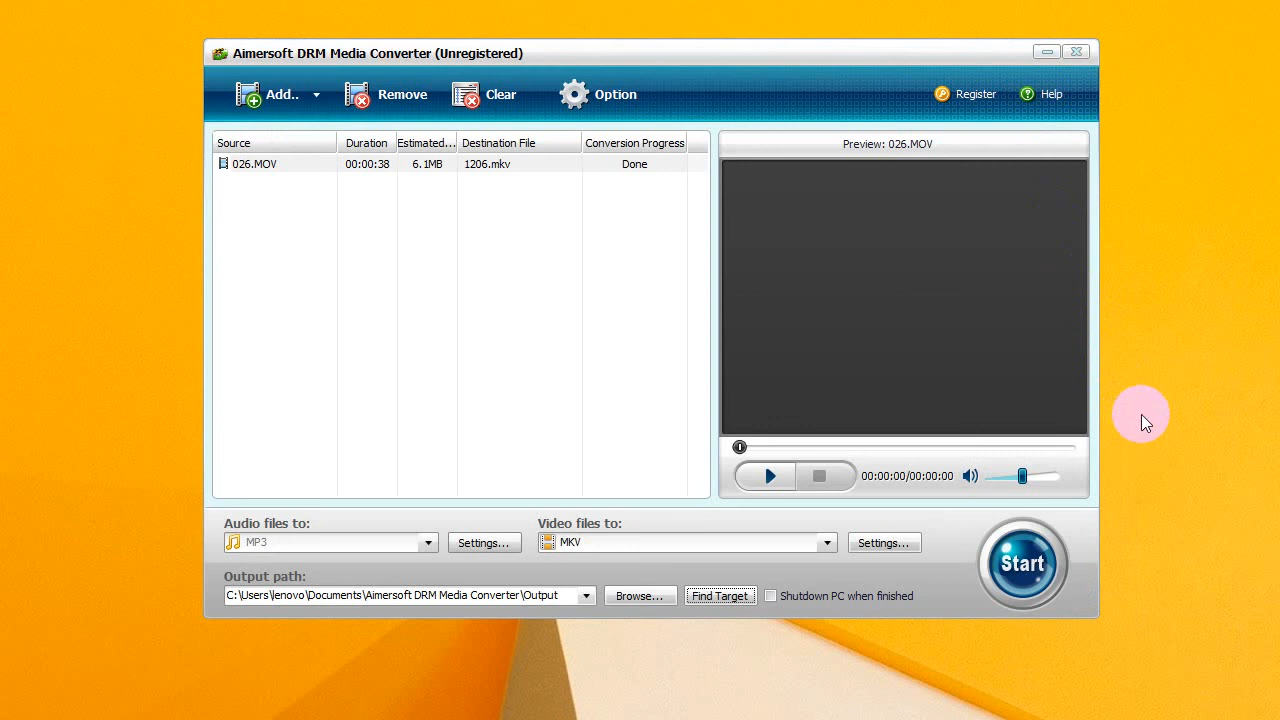 Aimersoft DRM Media Converter (Unregistered)
Add.. Remove Clear Option Register Help
Source Duration Estimated... Destination File Conversion Progress
026.MOV 00:00:38 6.1MB 1206.mkv Done
Preview: 026.MOV
00:00:00/00:00:00
Audio files to: Video files to:
MP3 Settings... MKV Settings...
Start
Output path:
C:\Users\lenovo\Documents\Aimersoft DRM Media Converter\Output Browse... Find Target Shutdown PC when finished